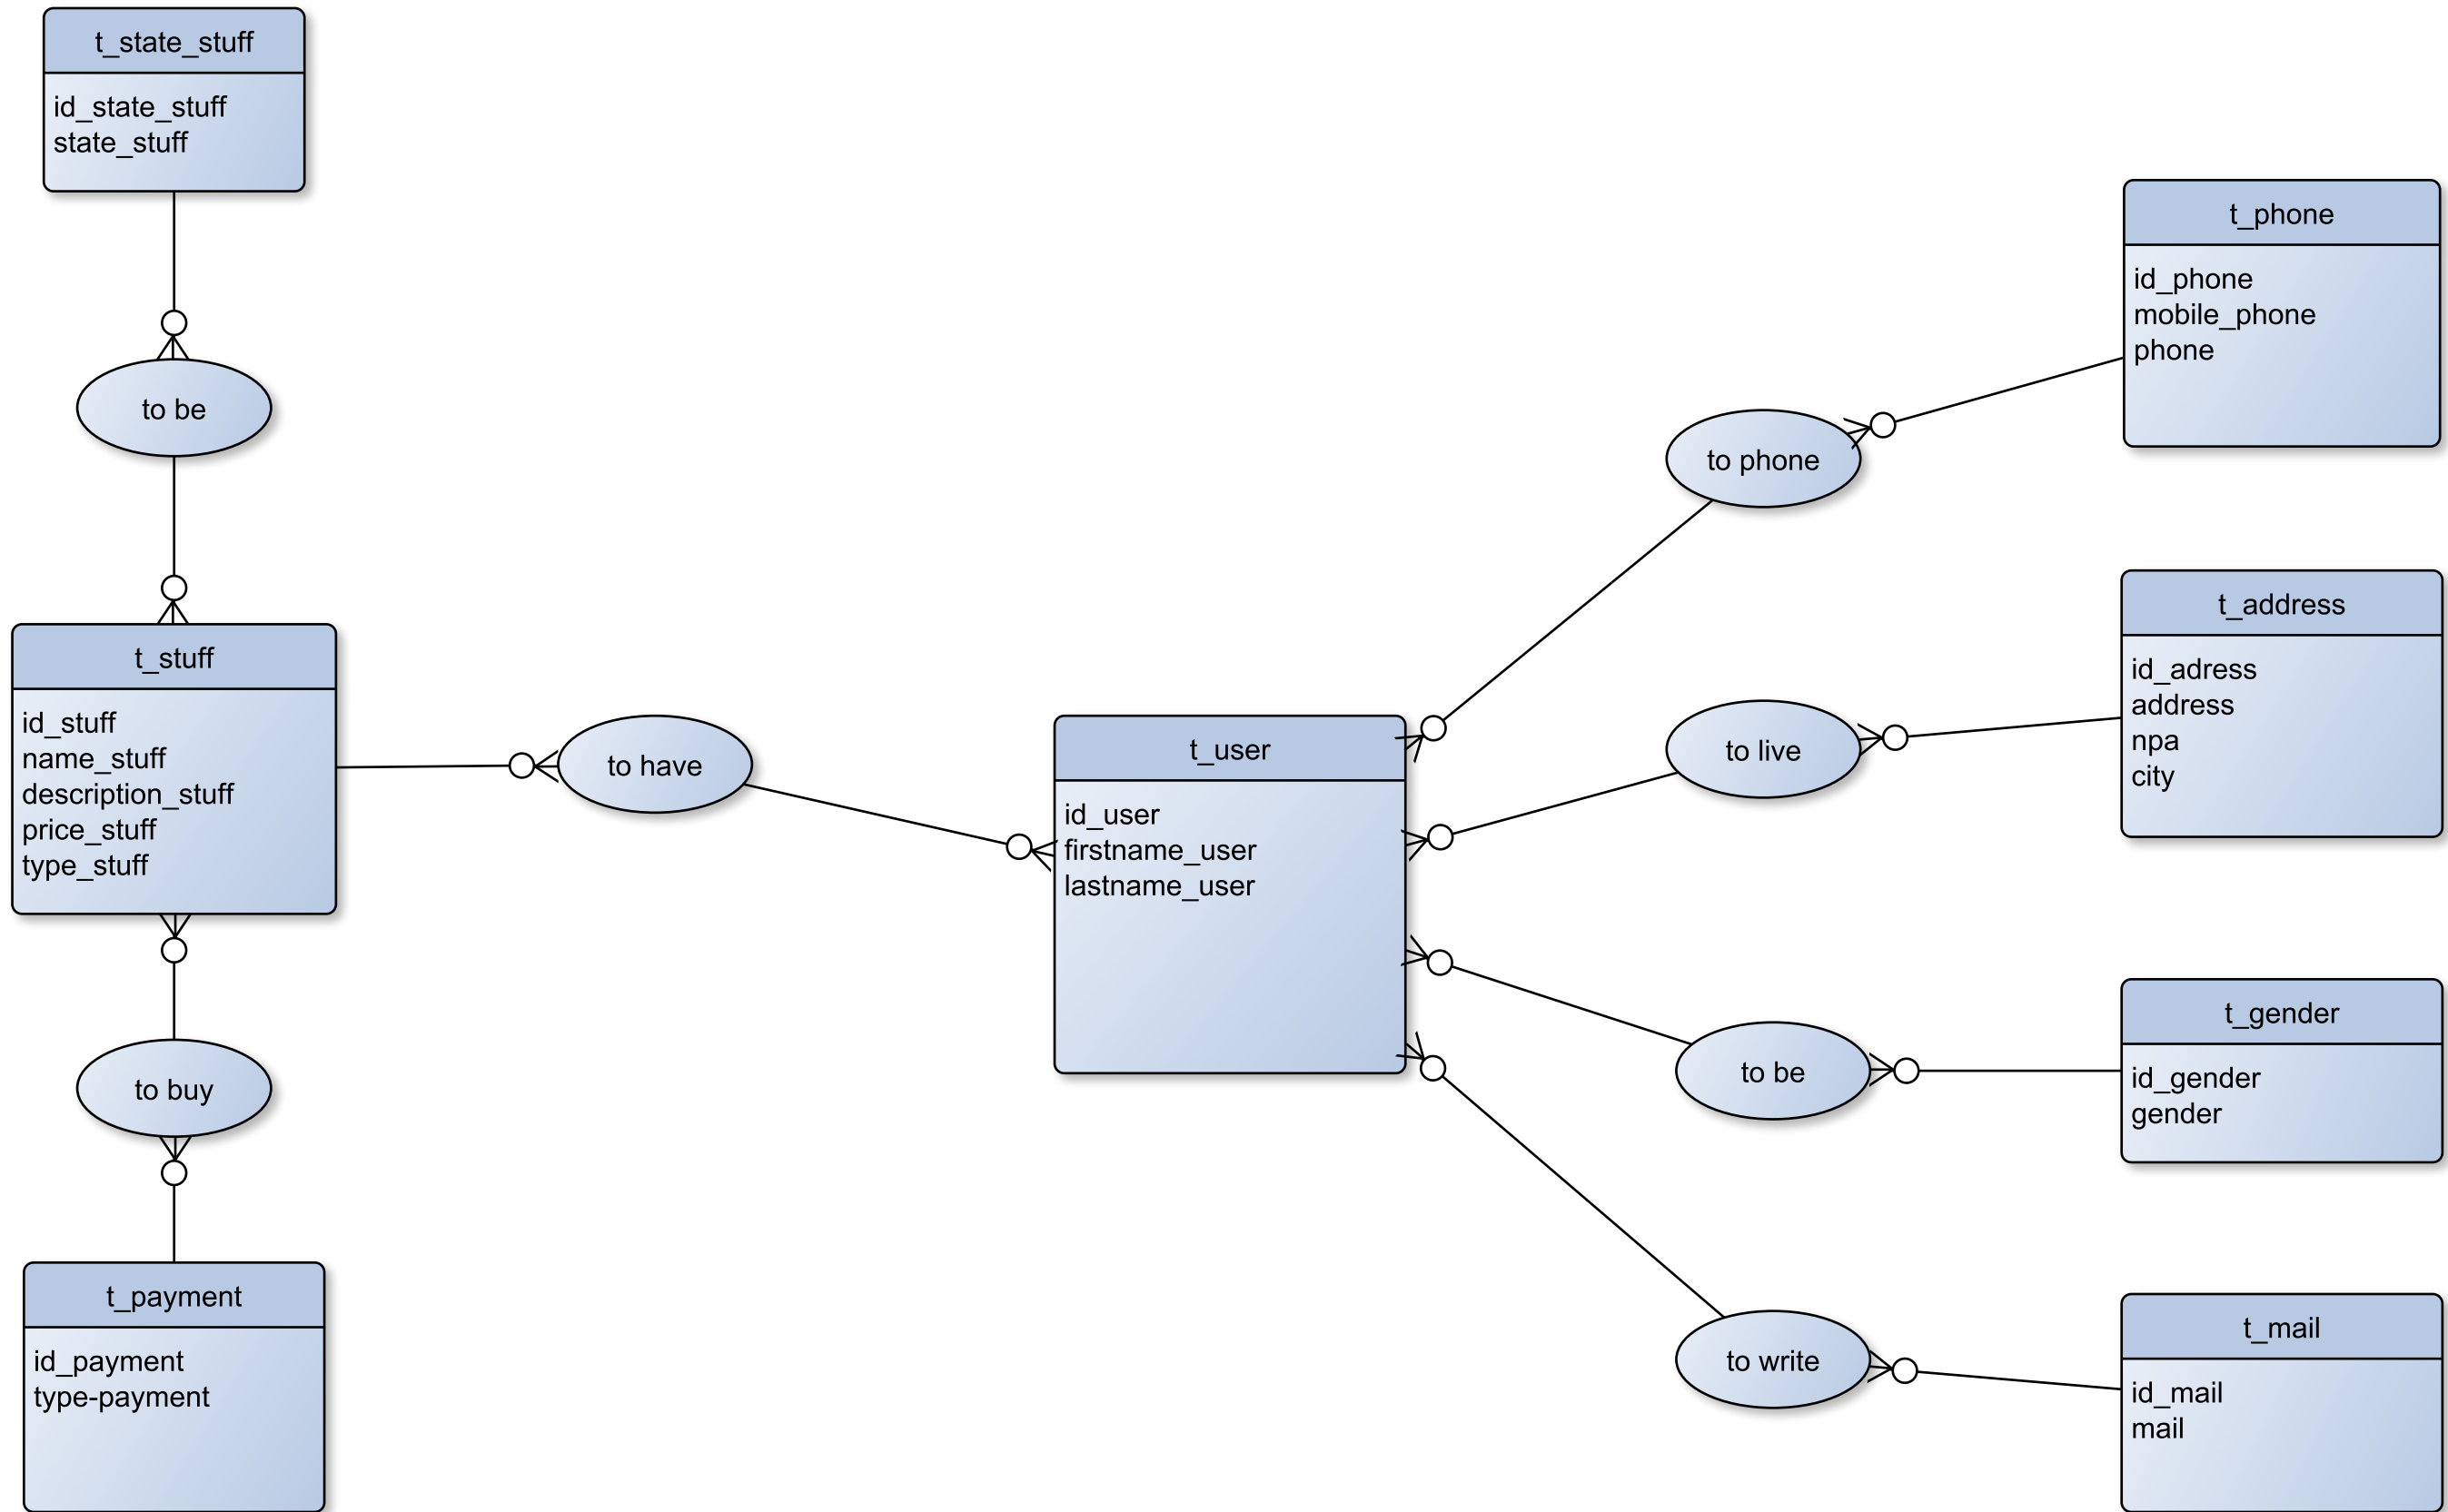 t_state_stuff
id_state_stuff
state_stuff
to be
t_stuff
id_stuff
name_stuff
description_stuff
price_stuff
type_stuff
to buy
t_payment
id_payment
type-payment
to have
t_user
id_user
firstname_user
lastname_user
to phone
to live
to be
to write
t_phone
id_phone
mobile_phone
phone
t_address
id_adress
address
npa
city
t_gender
id_gender
gender
t_mail
id_mail
mail